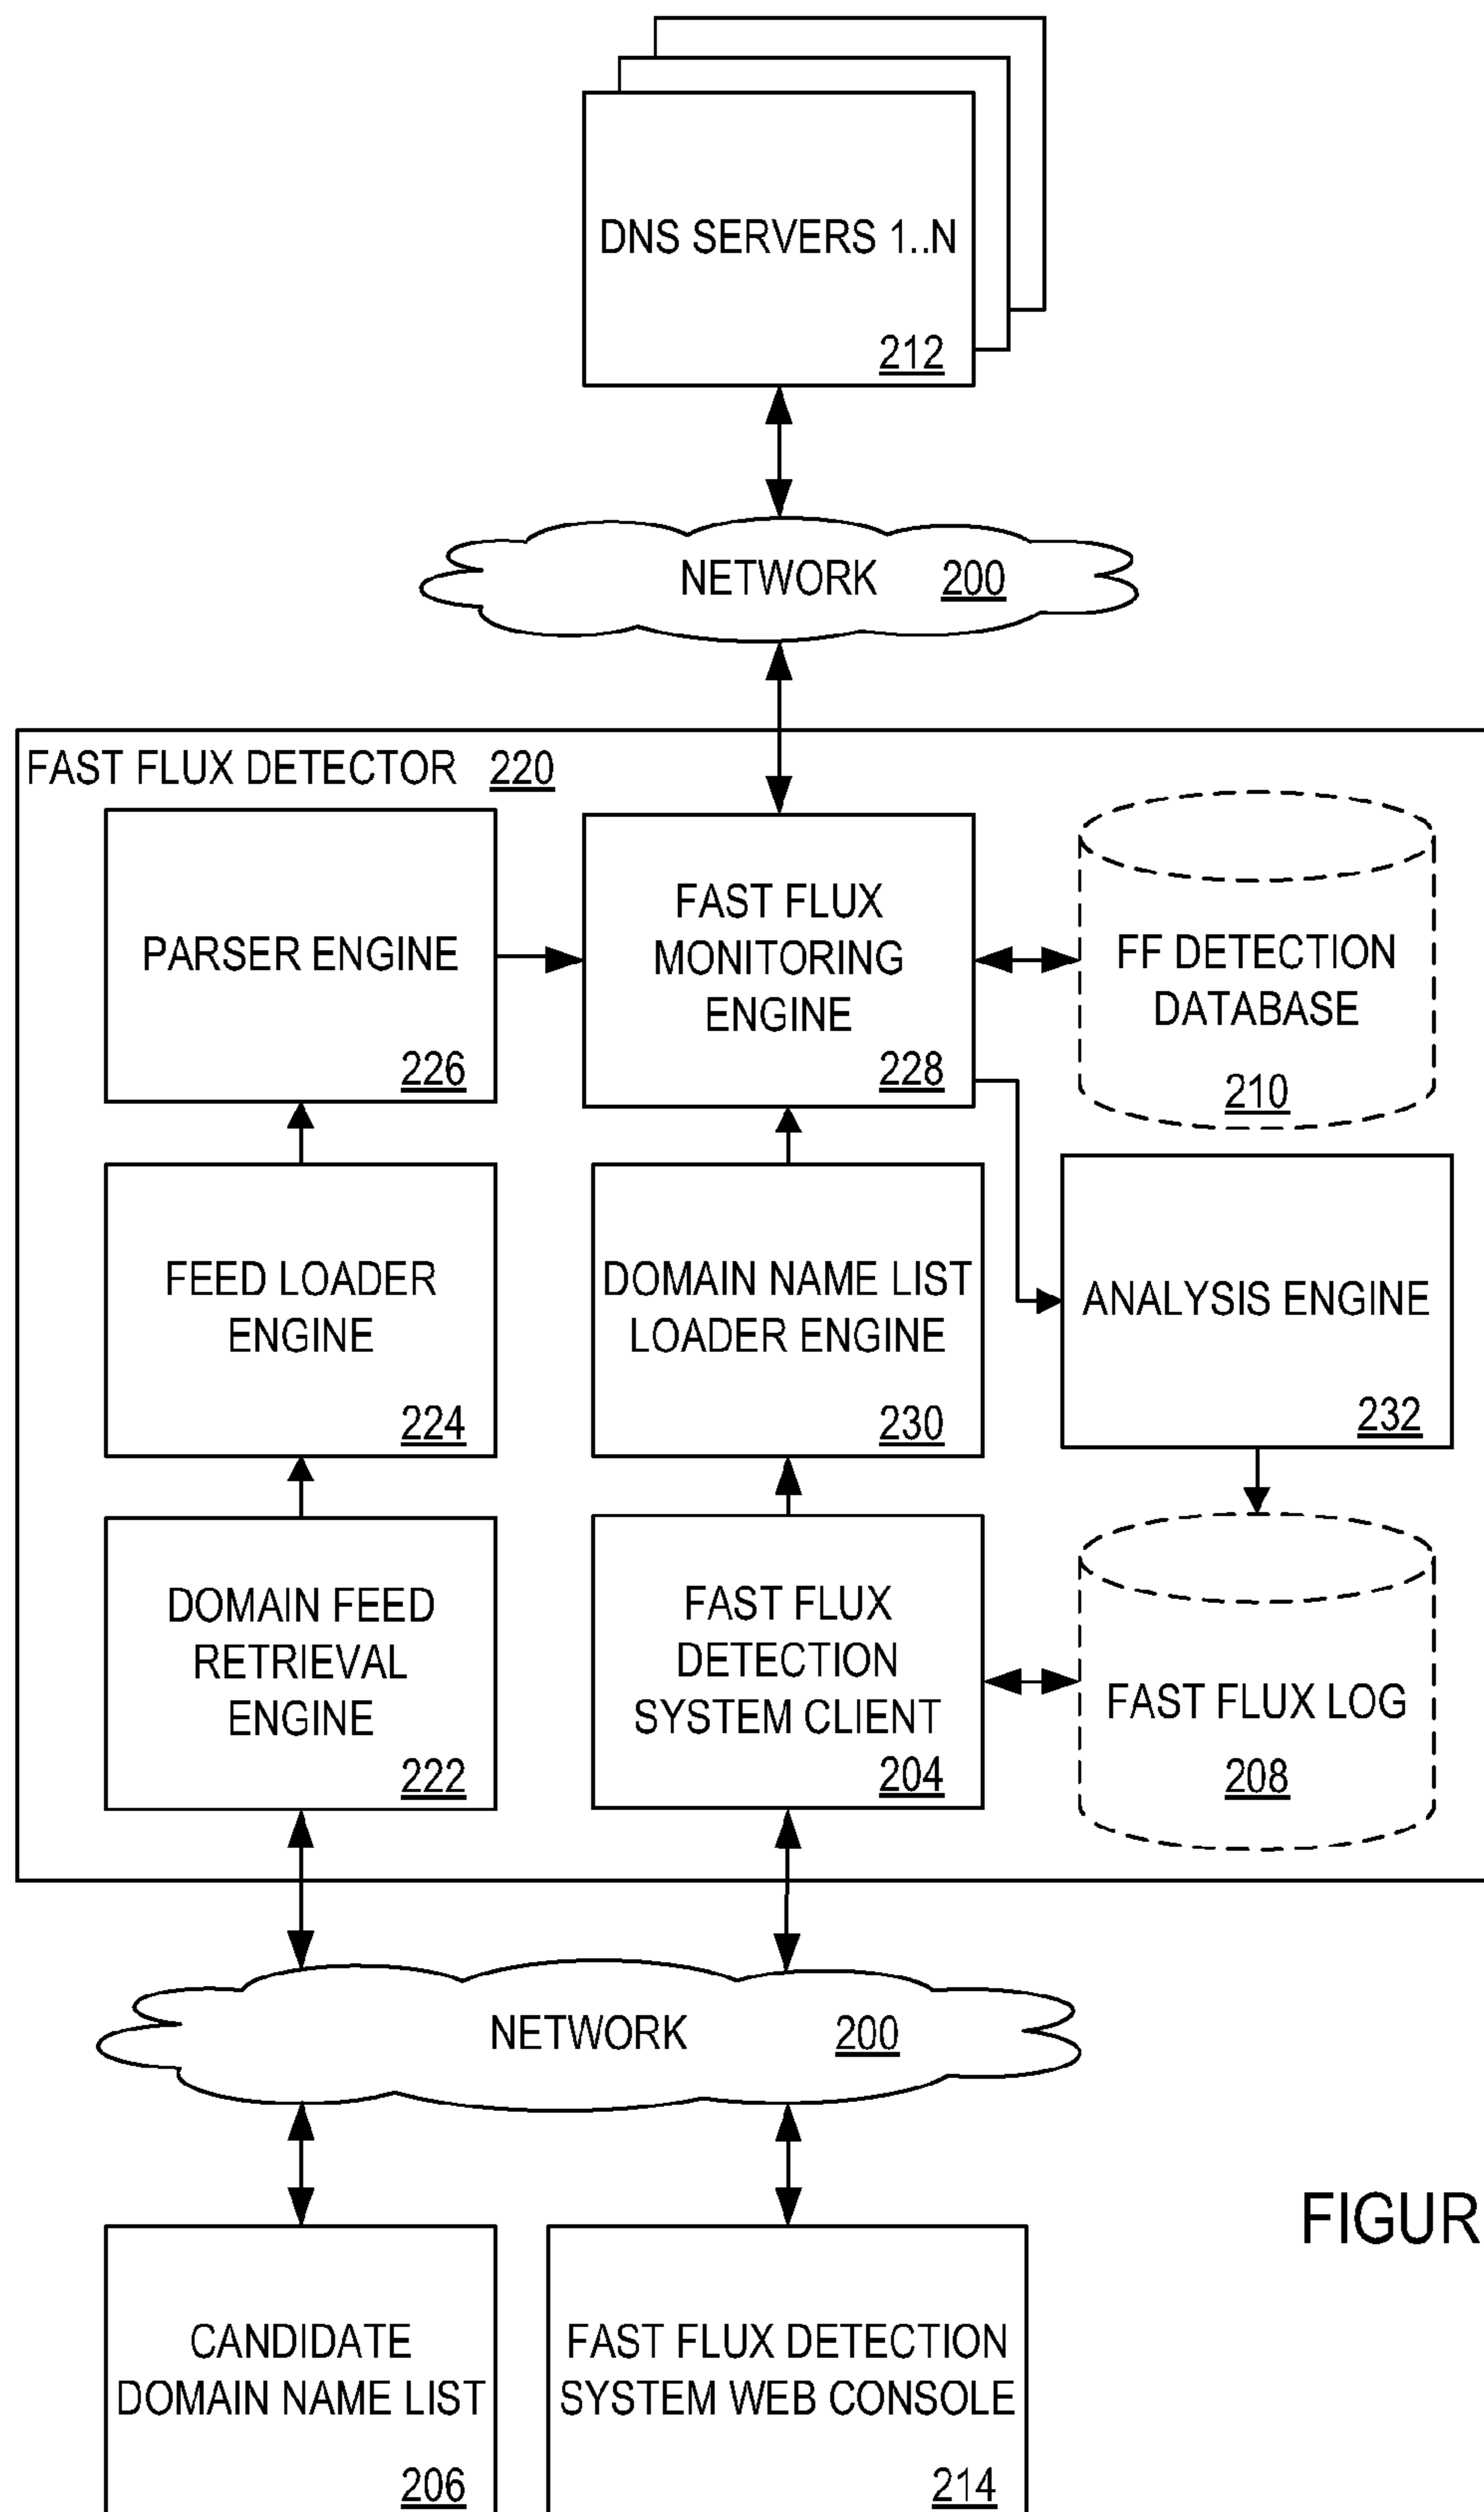 DNS SERVERS 1..N
212
NETWORK 200
FAST FLUX DETECTOR 220
PARSER ENGINE
226
FAST FLUX
MONITORING
ENGINE
228
FF DETECTION
DATABASE
210
FEED LOADER
ENGINE
224
DOMAIN NAME LIST
LOADER ENGINE
230
ANALYSIS ENGINE
232
DOMAIN FEED
RETRIEVAL
ENGINE
222
FAST FLUX
DETECTION
SYSTEM CLIENT
204
FAST FLUX LOG
208
NETWORK 200
CANDIDATE
DOMAIN NAME LIST
206
FAST FLUX DETECTION
SYSTEM WEB CONSOLE
214
FIGUR